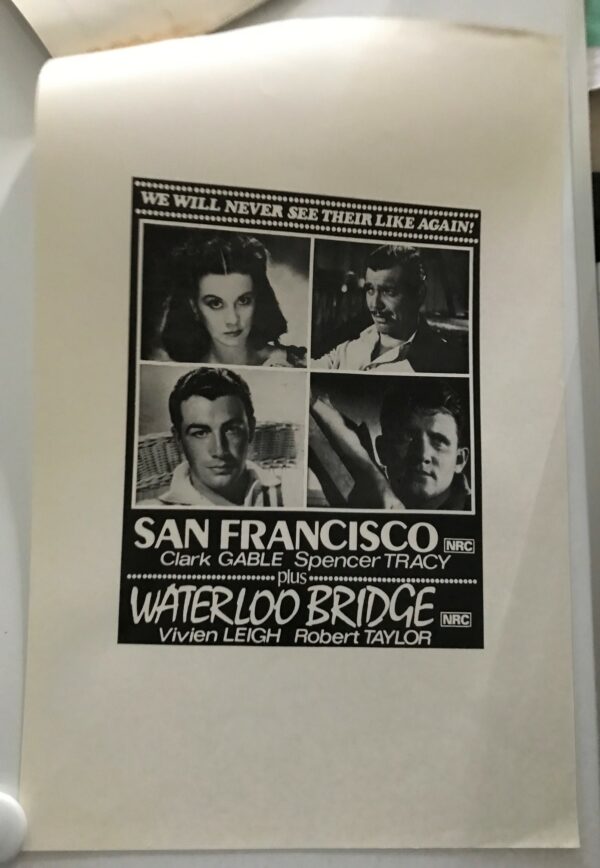 WE WILL NEVER SEE THEIR LIKE AGAIN!
SAN FRANCISCO NRC
Clark GABLE Spencer TRACY
plus
WATERLOO BRIDGE NRC
Vivien LEIGH Robert TAYLOR